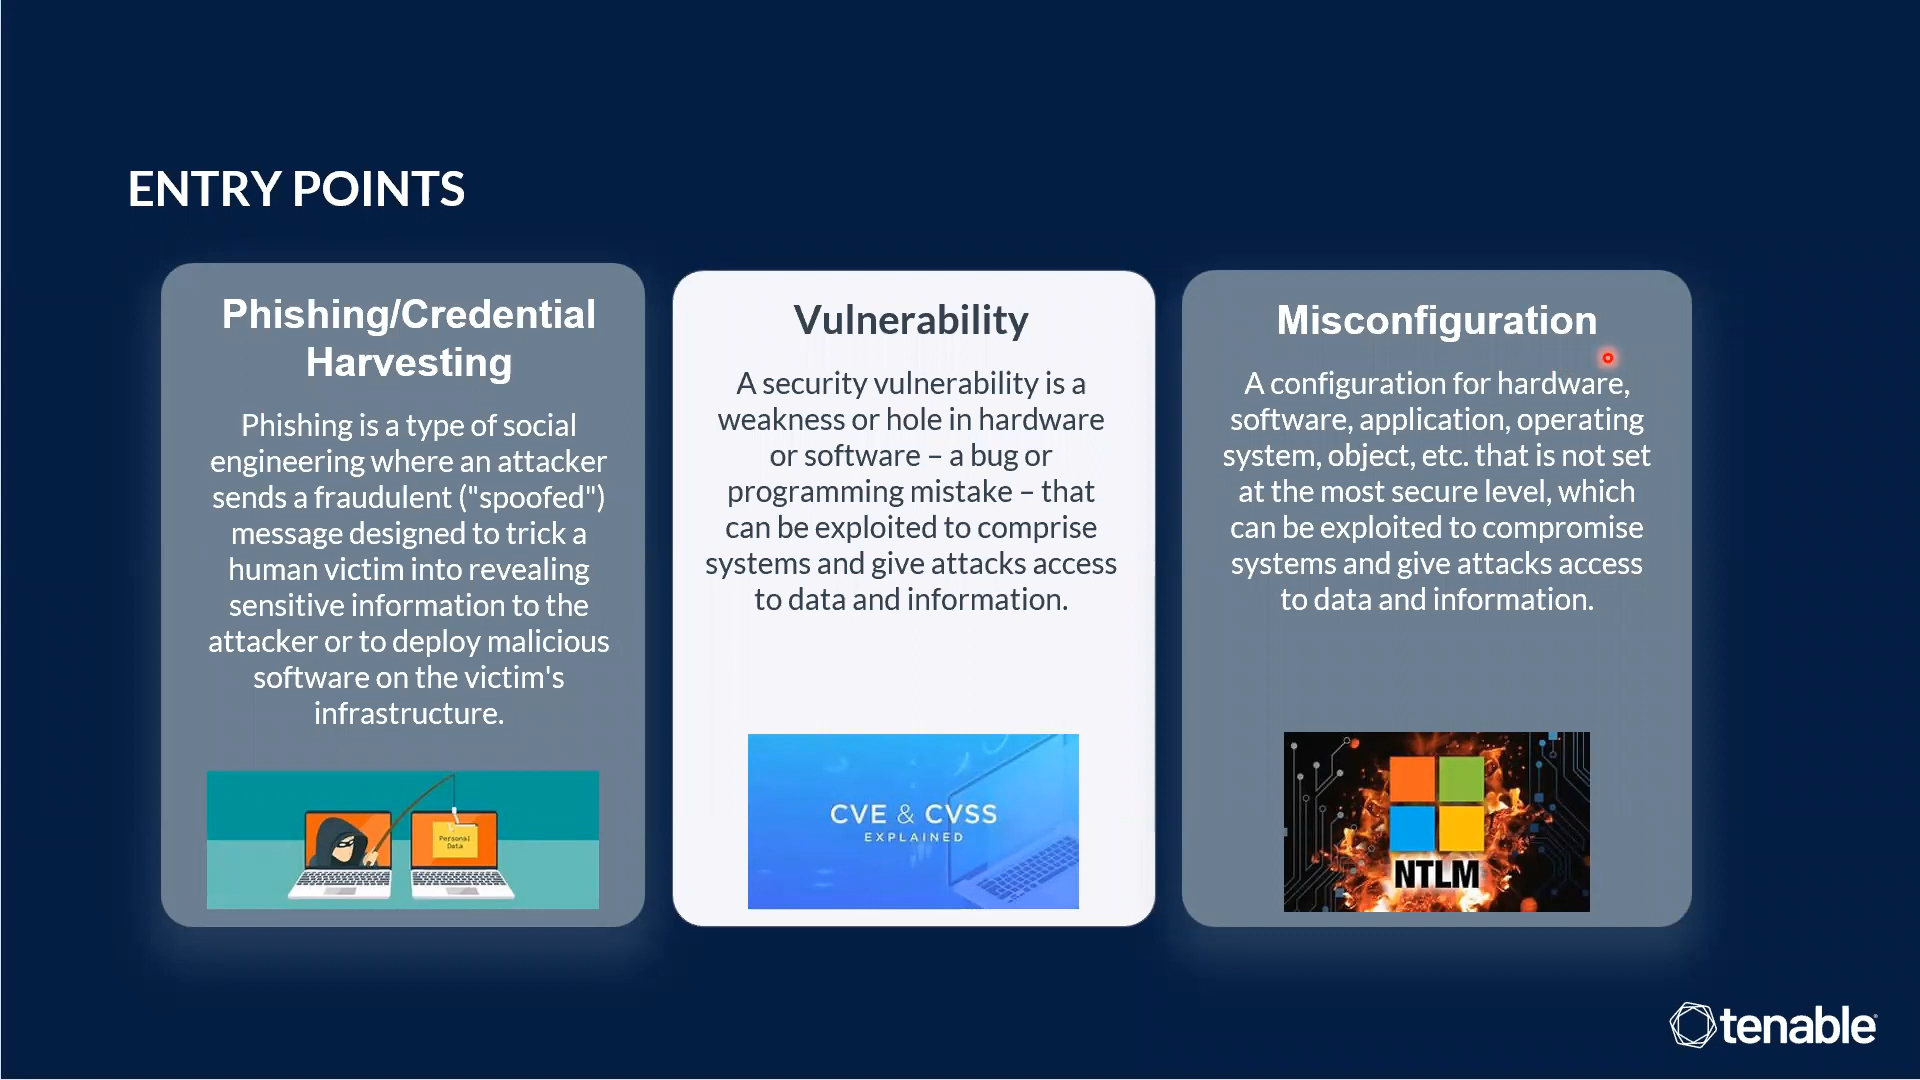 ENTRY POINTS
Phishing/Credential
Harvesting
Phishing is a type of social
engineering where an attacker
sends a fraudulent ("spoofed")
message designed to trick a
human victim into revealing
sensitive information to the
attacker or to deploy malicious
software on the victim's
infrastructure.
Personal
Data
Vulnerability
A security vulnerability is a
weakness or hole in hardware
or software – a bug or
programming mistake – that
can be exploited to comprise
systems and give attacks access
to data and information.
CVE & CVSS
EXPLAINED
Misconfiguration
A configuration for hardware,
software, application, operating
system, object, etc. that is not set
at the most secure level, which
can be exploited to compromise
systems and give attacks access
to data and information.
NTLM
tenable